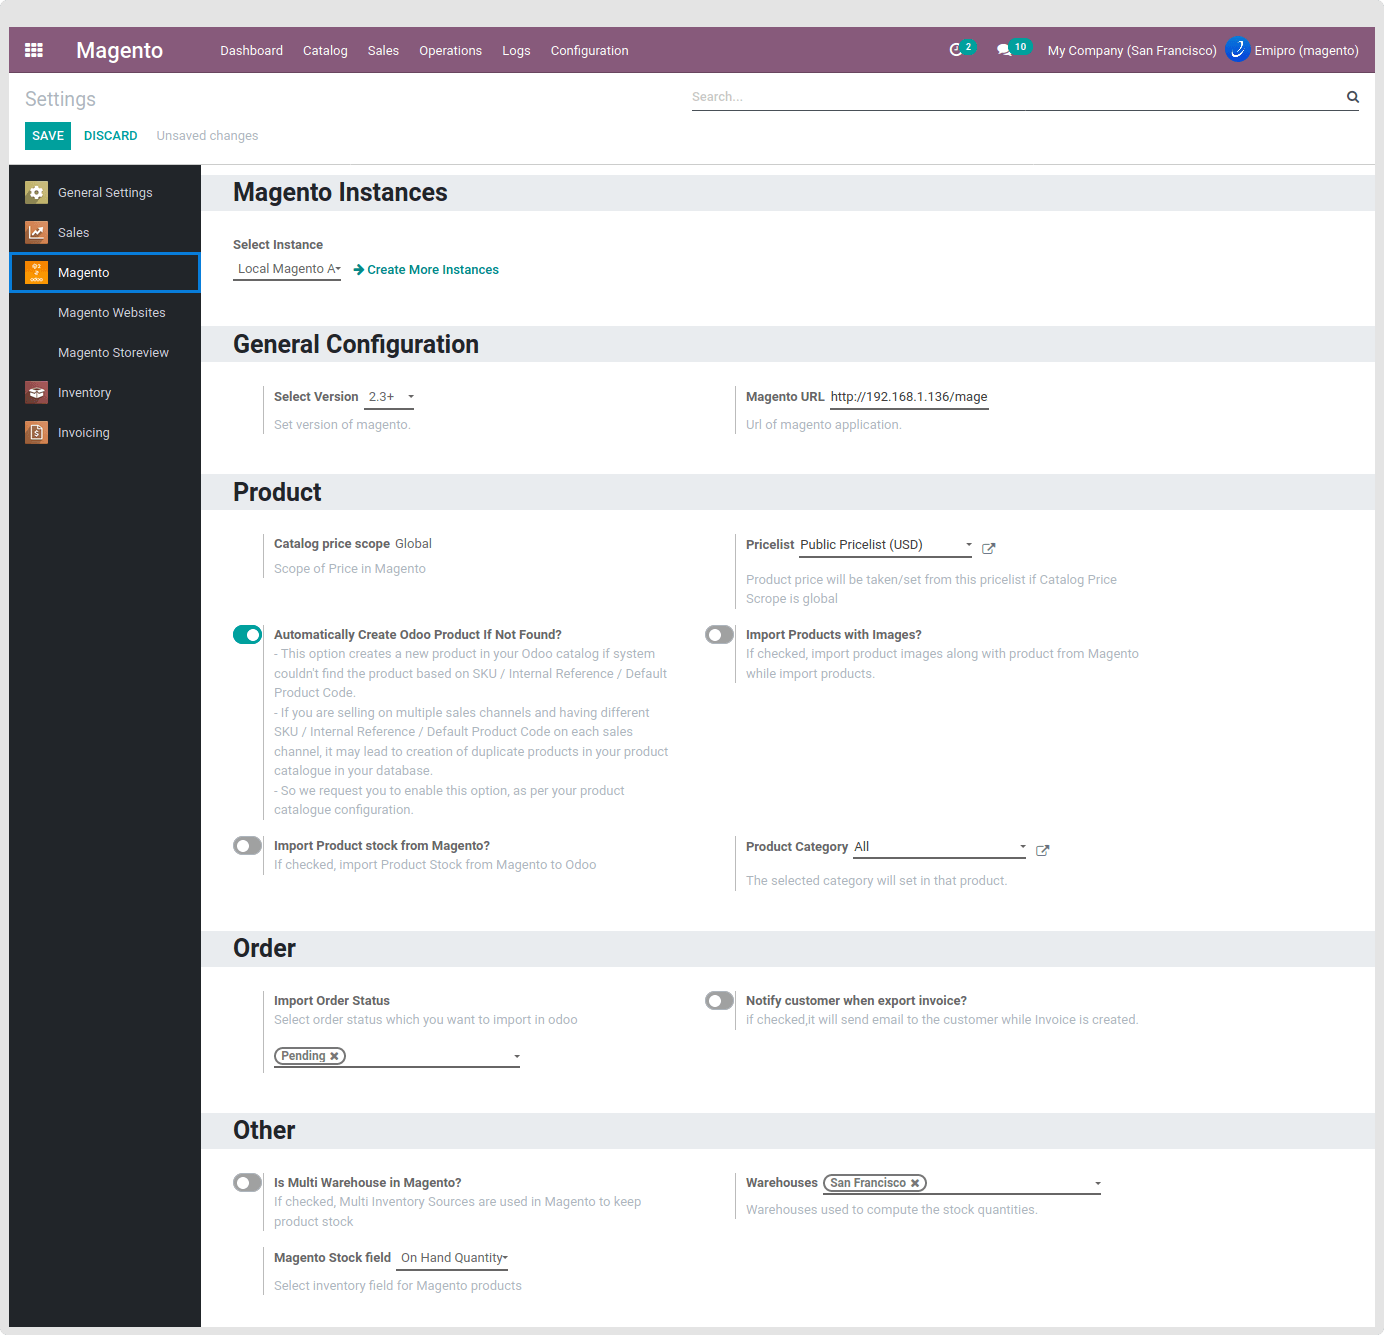 Magento
Dashboard Catalog Sales Operations Logs Configuration
2
10
My Company (San Francisco)
Emipro (magento)
Settings
Search...
SAVE DISCARD Unsaved changes
General Settings
Sales
Magento
Magento Websites
Magento Storeview
Inventory
Invoicing
Magento Instances
Select Instance
Local Magento A
Create More Instances
General Configuration
Select Version 2.3+
Set version of magento.
Magento URL http://192.168.1.136/mage
Url of magento application.
Product
Catalog price scope Global
Scope of Price in Magento
Pricelist Public Pricelist (USD)
Product price will be taken/set from this pricelist if Catalog Price
Scrope is global
Automatically Create Odoo Product If Not Found?
- This option creates a new product in your Odoo catalog if system
couldn't find the product based on SKU / Internal Reference / Default
Product Code.
- If you are selling on multiple sales channels and having different
SKU / Internal Reference / Default Product Code on each sales
channel, it may lead to creation of duplicate products in your product
catalogue in your database.
- So we request you to enable this option, as per your product
catalogue configuration.
Import Products with Images?
If checked, import product images along with product from Magento
while import products.
Import Product stock from Magento?
If checked, import Product Stock from Magento to Odoo
Product Category All
The selected category will set in that product.
Order
Import Order Status
Select order status which you want to import in odoo
Pending
Notify customer when export invoice?
if checked,it will send email to the customer while Invoice is created.
Other
Is Multi Warehouse in Magento?
If checked, Multi Inventory Sources are used in Magento to keep
product stock
Warehouses San Francisco
Warehouses used to compute the stock quantities.
Magento Stock field On Hand Quantity
Select inventory field for Magento products